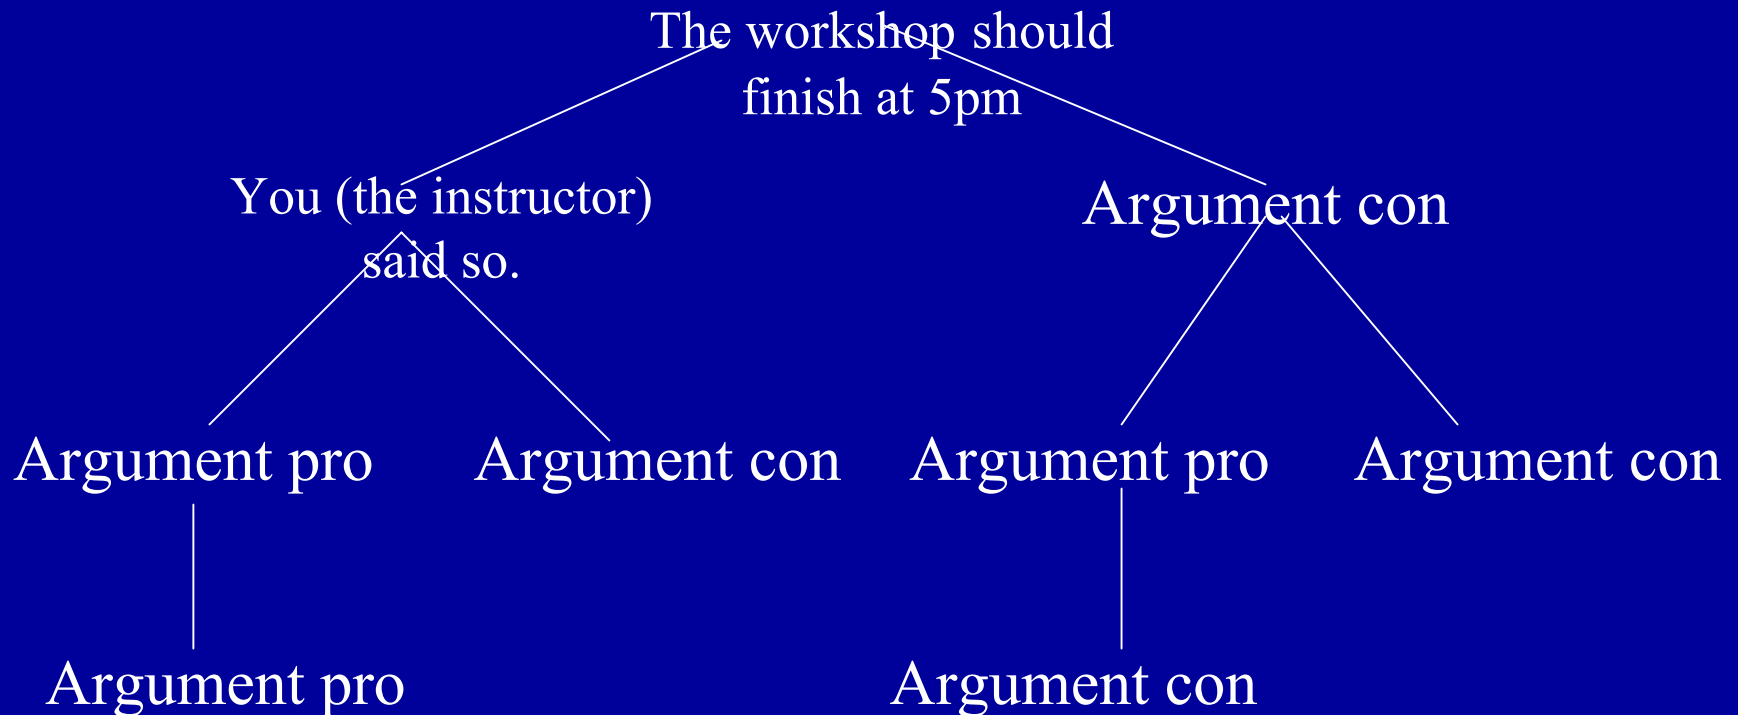 The workshop should
finish at 5pm
You (the instructor)
said so.
Argument con
Argument pro
Argument con
Argument pro
Argument con
Argument pro
Argument con